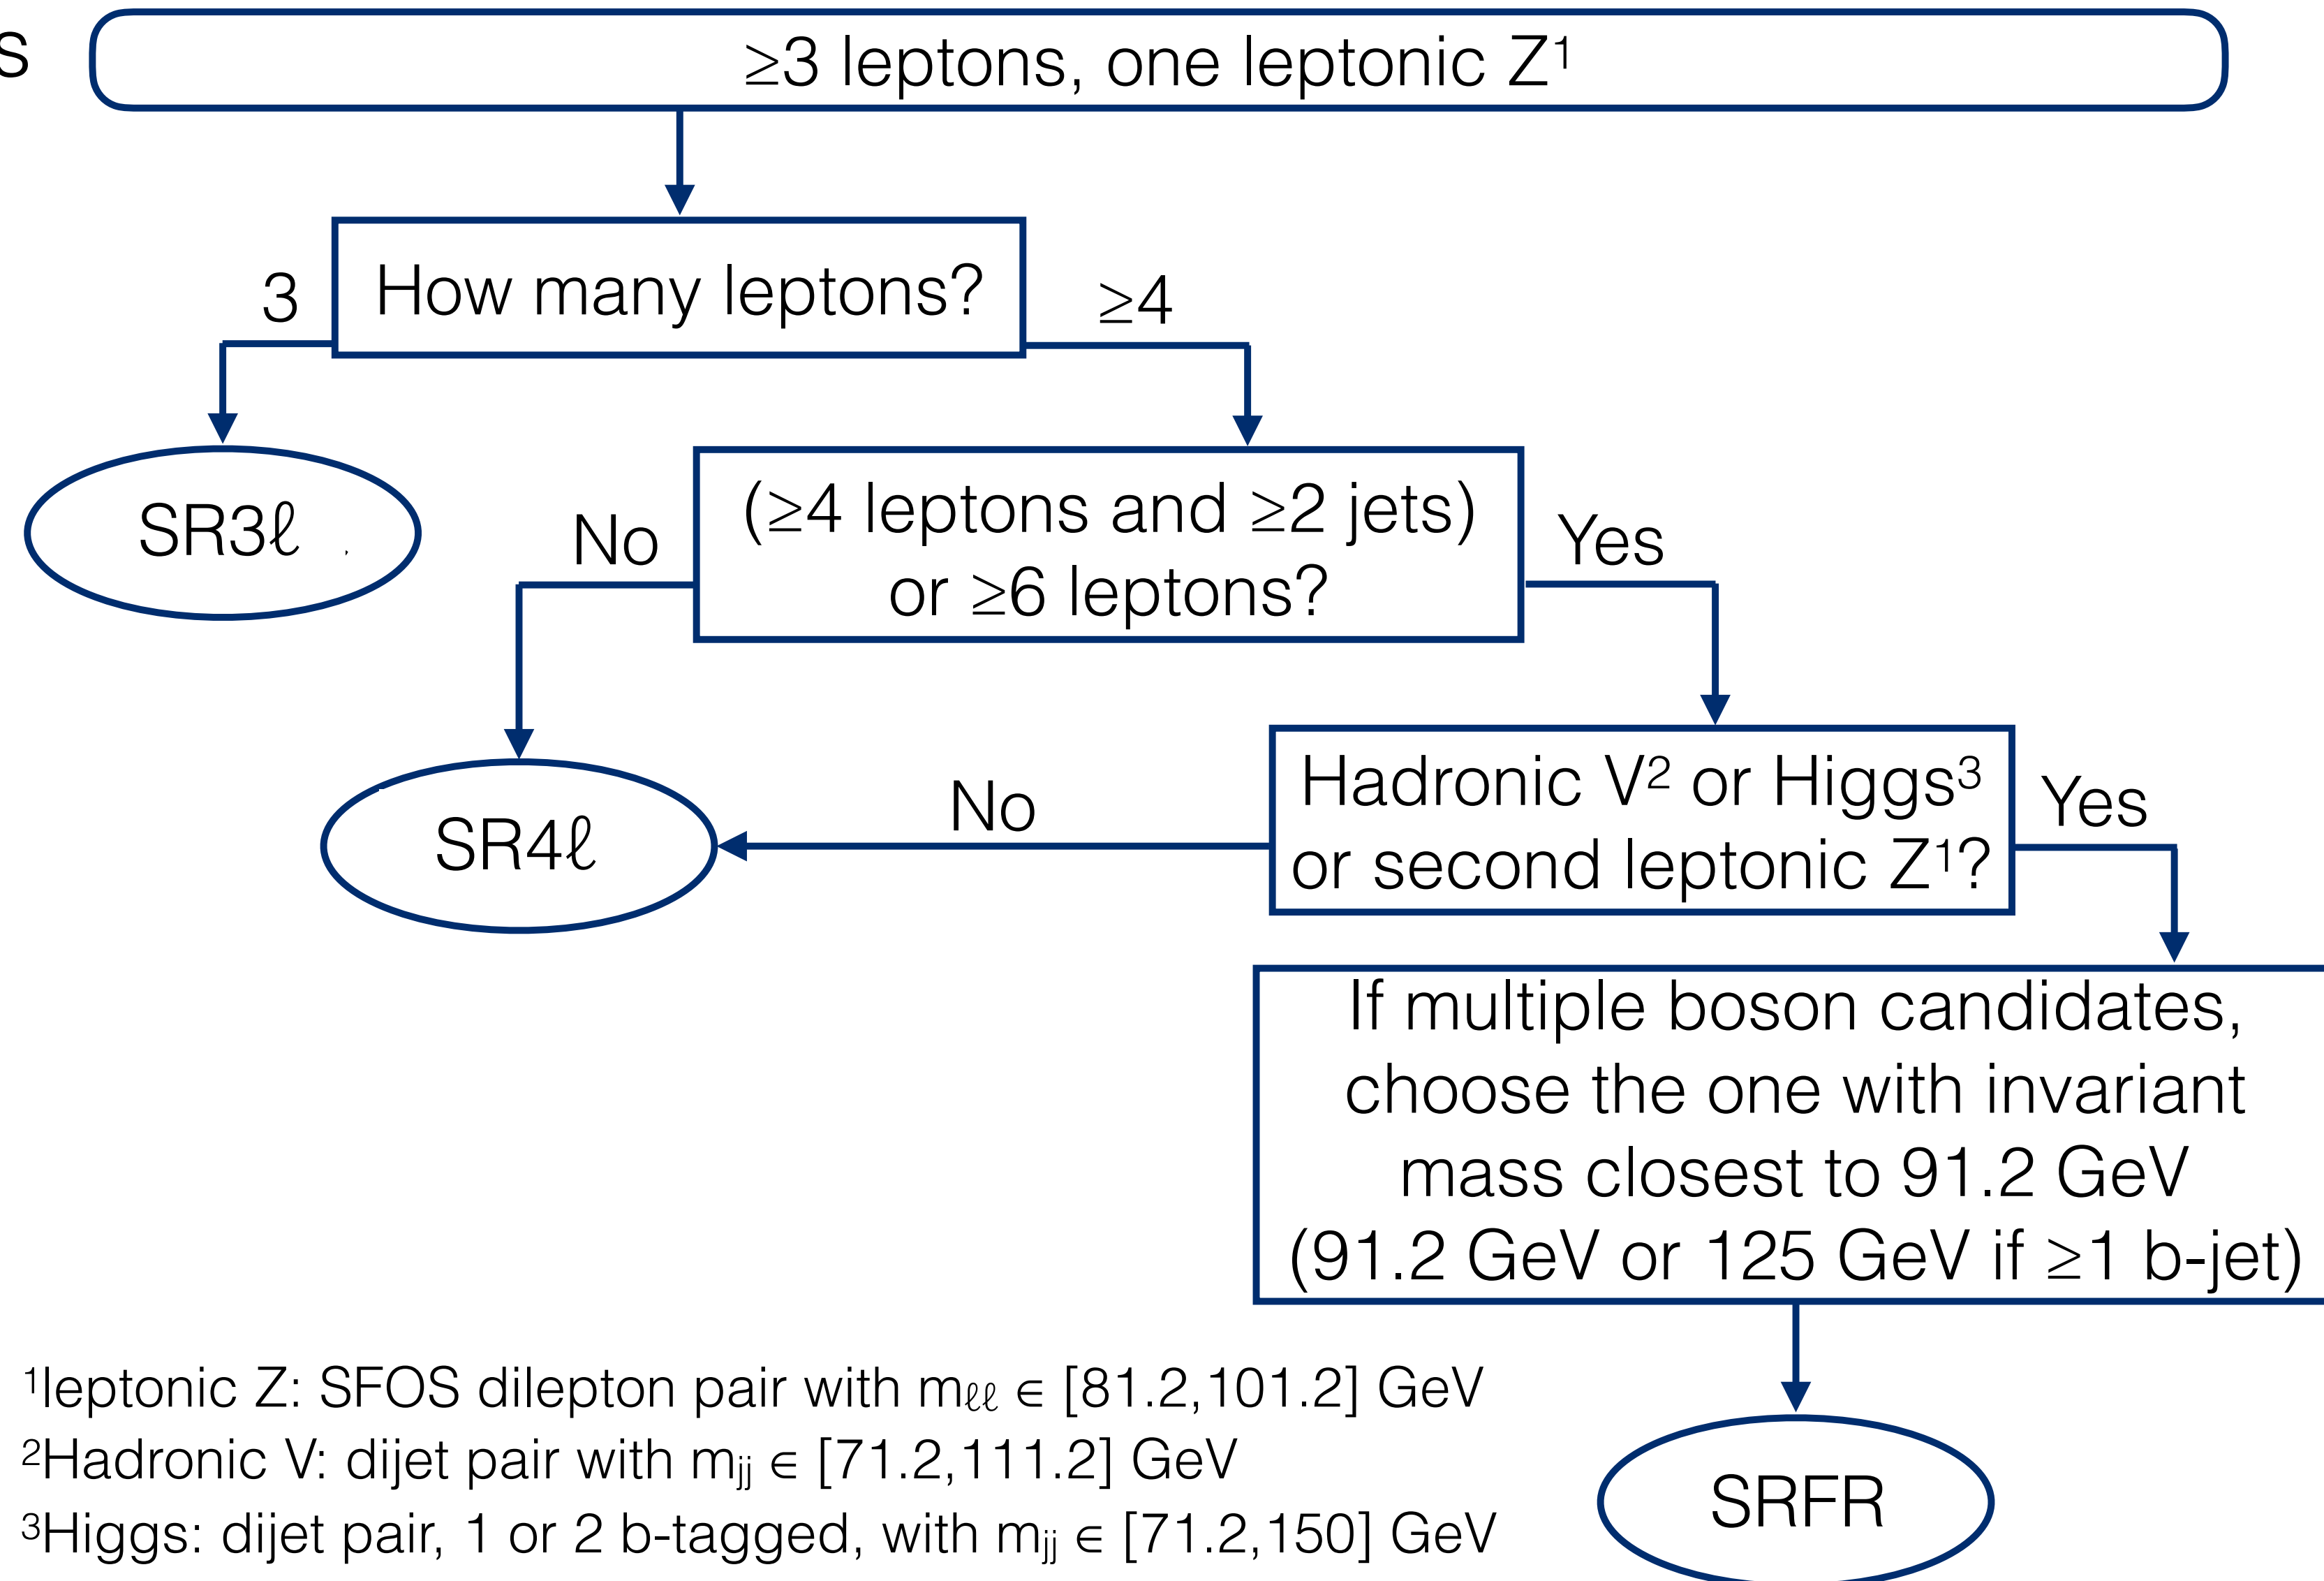 s
≥3 leptons, one leptonic Z¹
How many leptons?
3
≥4
SR3ℓ
(≥4 leptons and ≥2 jets)
or ≥6 leptons?
No
Yes
SR4ℓ
No
Hadronic V² or Higgs³
or second leptonic Z¹?
Yes
If multiple boson candidates,
choose the one with invariant
mass closest to 91.2 GeV
(91.2 GeV or 125 GeV if ≥1 b-jet)
SRFR
¹leptonic Z: SFOS dilepton pair with mℓℓ ∈ [81.2,101.2] GeV
²Hadronic V: dijet pair with mjj ∈ [71.2,111.2] GeV
³Higgs: dijet pair, 1 or 2 b-tagged, with mjj ∈ [71.2,150] GeV